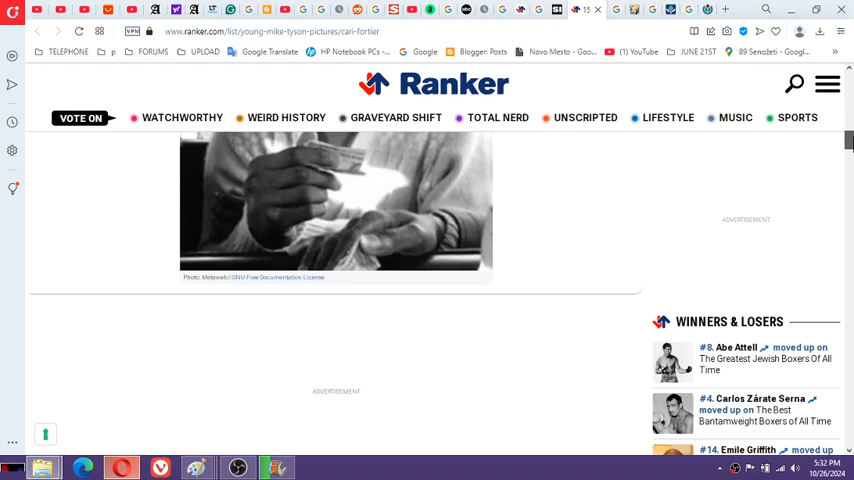 15
www.ranker.com/list/young-mike-tyson-pictures/cari-fortier
VPN
TELEPHONE
p
FORUMS
UPLOAD
Google Translate
HP Notebook PCs -...
Google
Blogger: Posts
Novo Mesto - Goo...
(1) YouTube
JUNE 21ST
89 Senožeti - Googl...
Ranker
VOTE ON
WATCHWORTHY
WEIRD HISTORY
GRAVEYARD SHIFT
TOTAL NERD
UNSCRIPTED
LIFESTYLE
MUSIC
SPORTS
Photo: Metaweb / GNU Free Documentation License
ADVERTISEMENT
ADVERTISEMENT
WINNERS & LOSERS
#8. Abe Attell moved up on
The Greatest Jewish Boxers Of All
Time
#4. Carlos Zárate Serna
moved up on The Best
Bantamweight Boxers of All Time
#14. Emile Griffith moved up
5:32 PM
10/26/2024